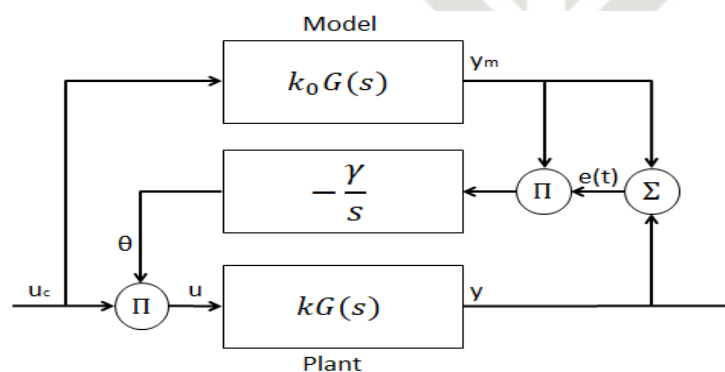 Model
k₀G(s)
yₘ
−γ/s
Π
e(t)
Σ
θ
u꜀
Π
u
kG(s)
y
Plant